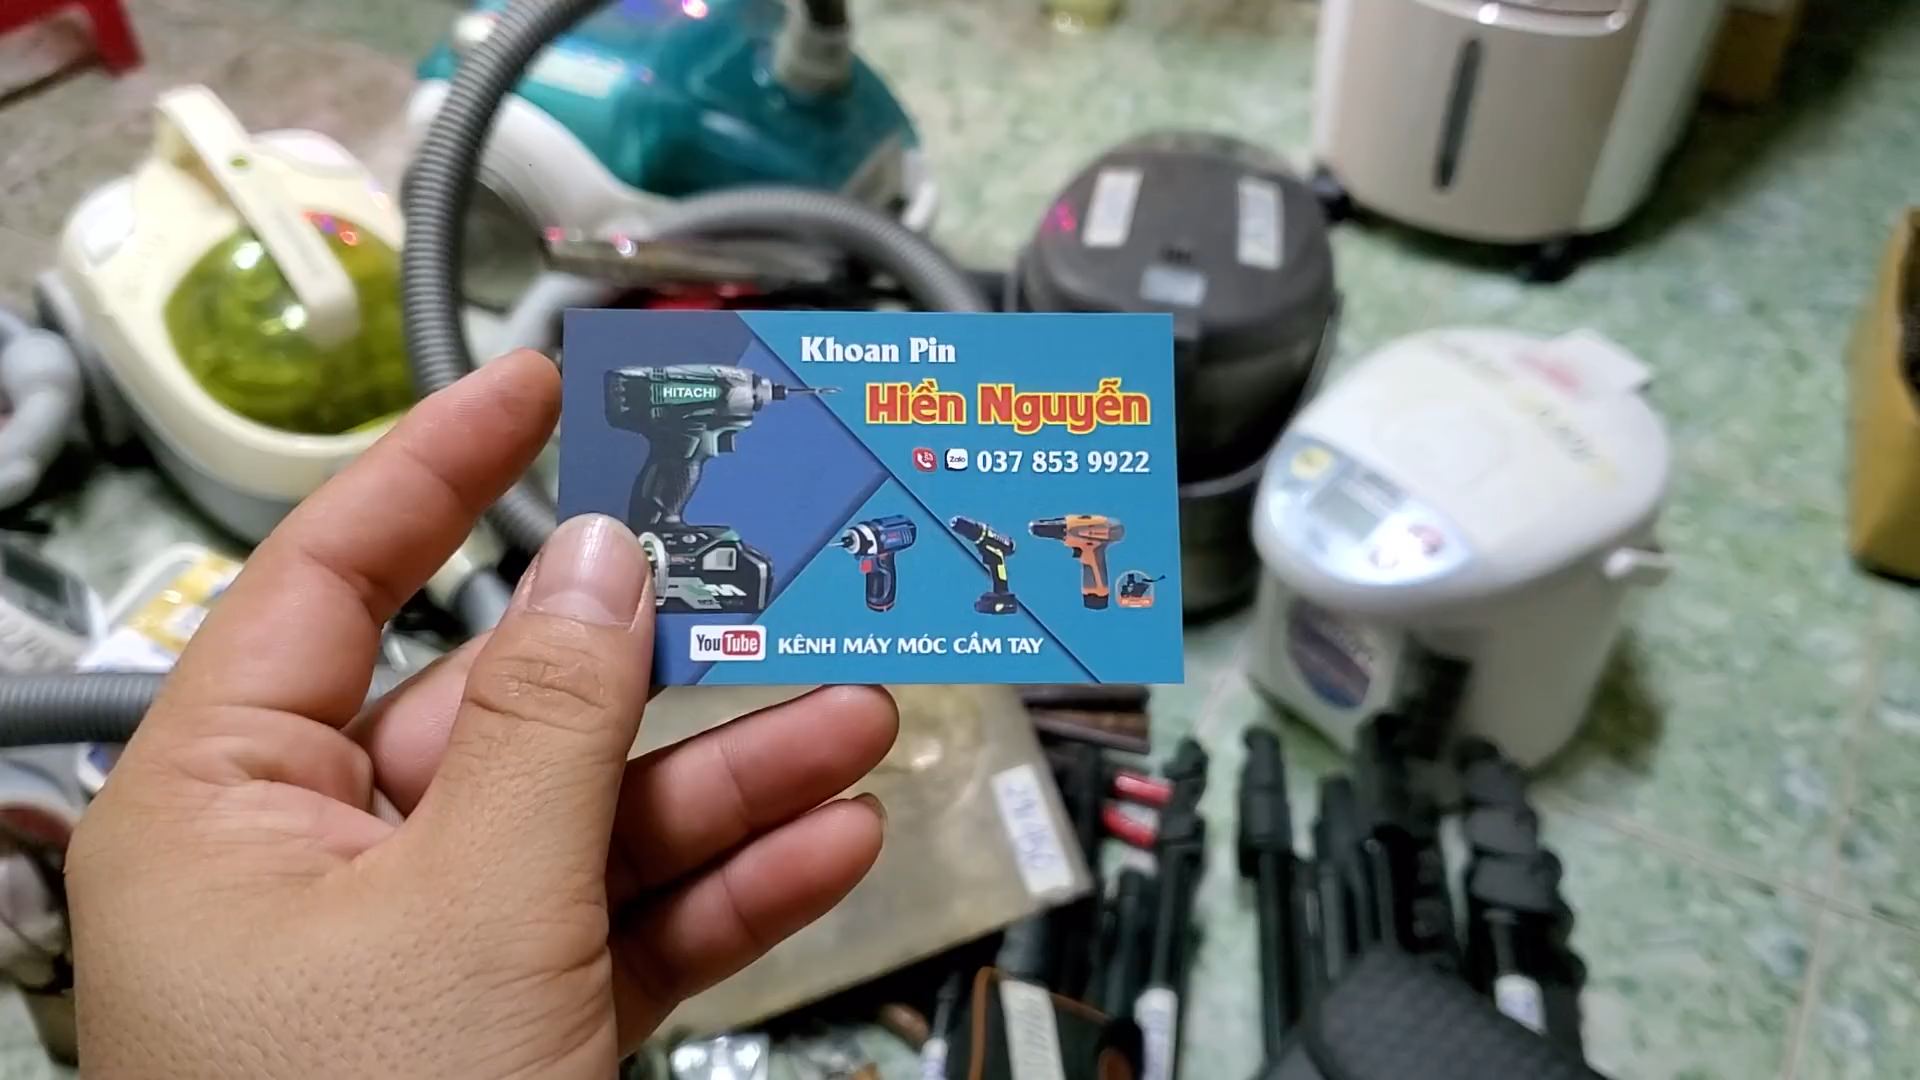 Khoan Pin
HITACHI
Hiền Nguyễn
Zalo 037 853 9922
YouTube KÊNH MÁY MÓC CẦM TAY